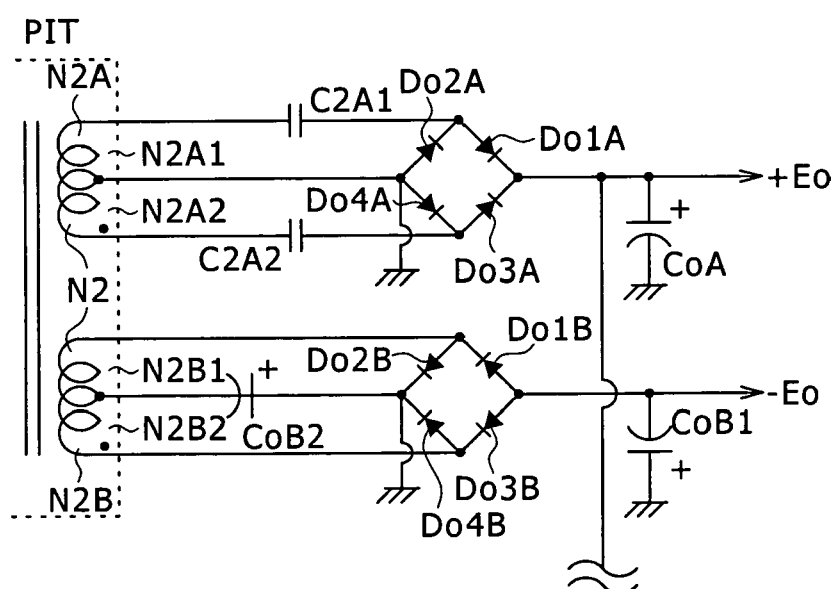 PIT
N2A
Do2A
C2A1
Do1A
N2A1
+Eo
N2A2
Do4A
+
C2A2
Do3A
CoA
N2
Do1B
Do2B
N2B1
+
-Eo
N2B2
CoB2
CoB1
+
Do3B
N2B
Do4B